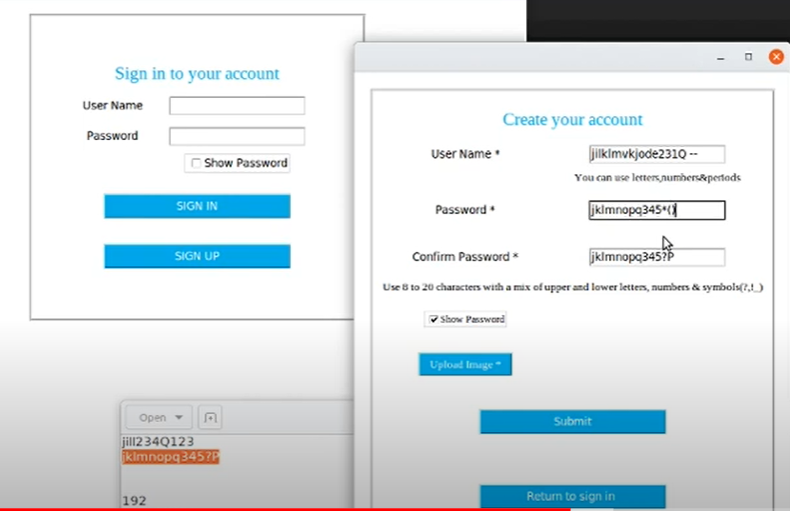 Sign in to your account
User Name
Password
Show Password
SIGN IN
SIGN UP
Create your account
User Name *
jilklmvkjode231Q --
You can use letters,numbers&periods
Password *
jklmnopq345*()
Confirm Password *
jklmnopq345?P
Use 8 to 20 characters with a mix of upper and lower letters, numbers & symbols(?,!_)
Show Password
Upload Image *
Submit
Return to sign in
Open
jill234Q123
jklmnopq345?P
192